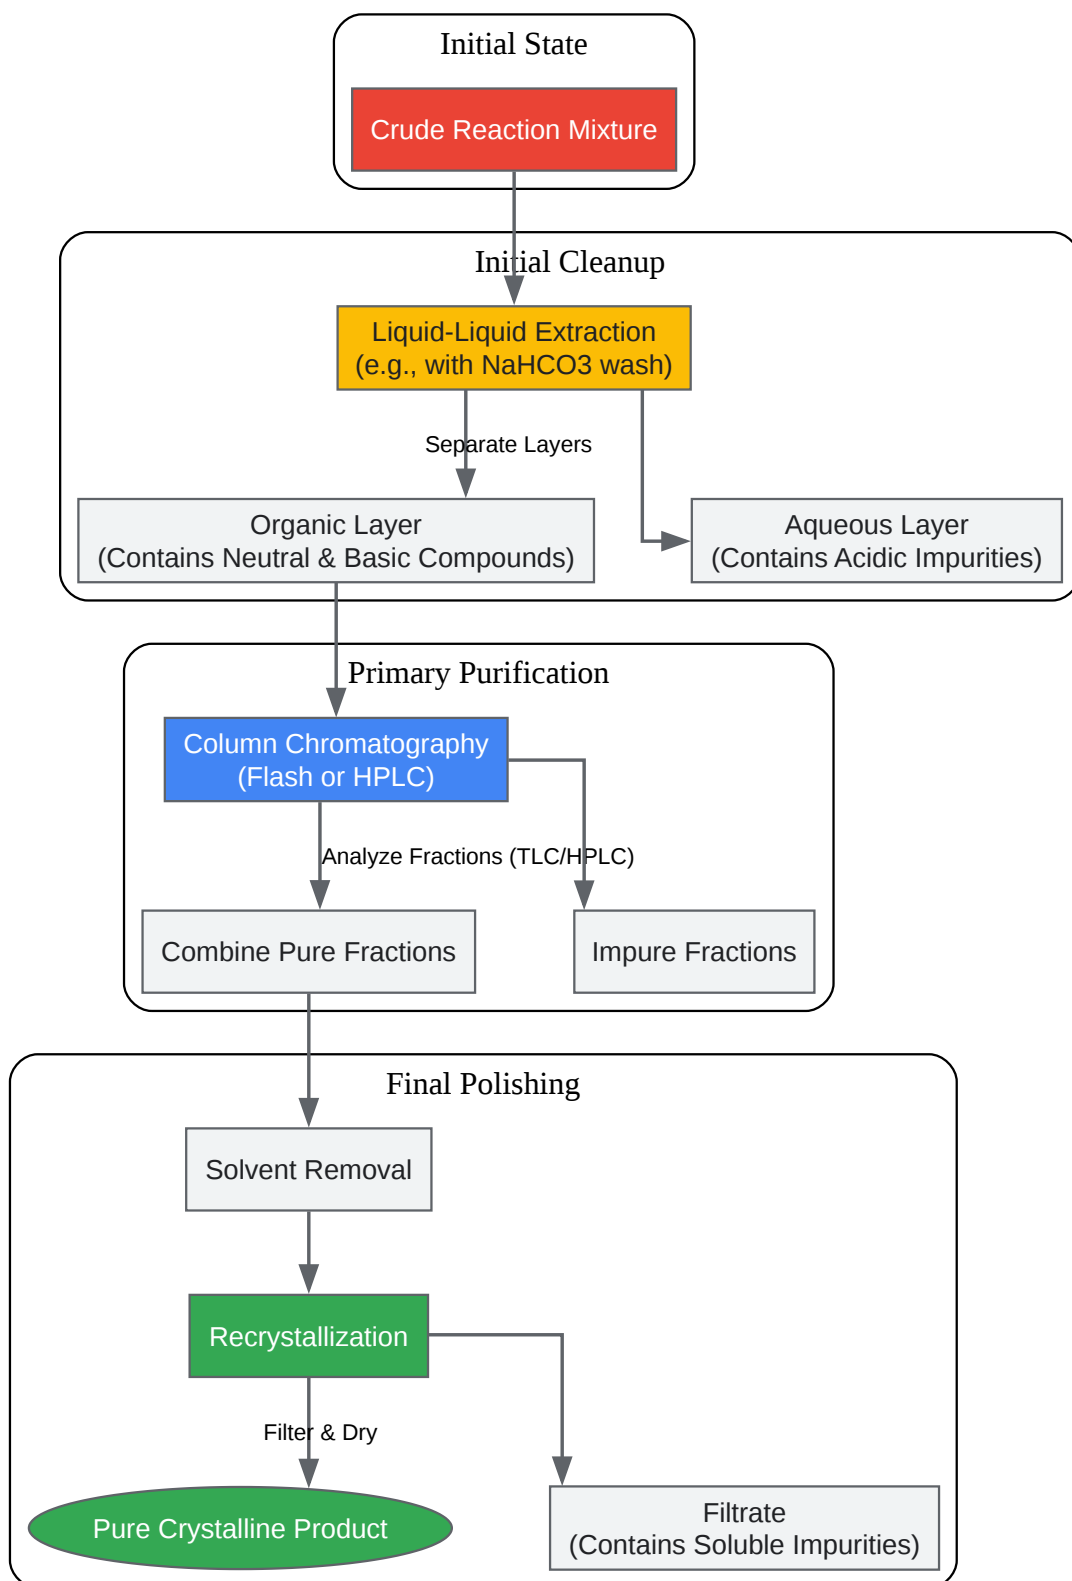 Initial State
Crude Reaction Mixture
Initial Cleanup
Liquid-Liquid Extraction
(e.g., with NaHCO3 wash)
Separate Layers
Organic Layer
(Contains Neutral & Basic Compounds)
Aqueous Layer
(Contains Acidic Impurities)
Primary Purification
Column Chromatography
(Flash or HPLC)
Analyze Fractions (TLC/HPLC)
Combine Pure Fractions
Impure Fractions
Final Polishing
Solvent Removal
Recrystallization
Filter & Dry
Pure Crystalline Product
Filtrate
(Contains Soluble Impurities)